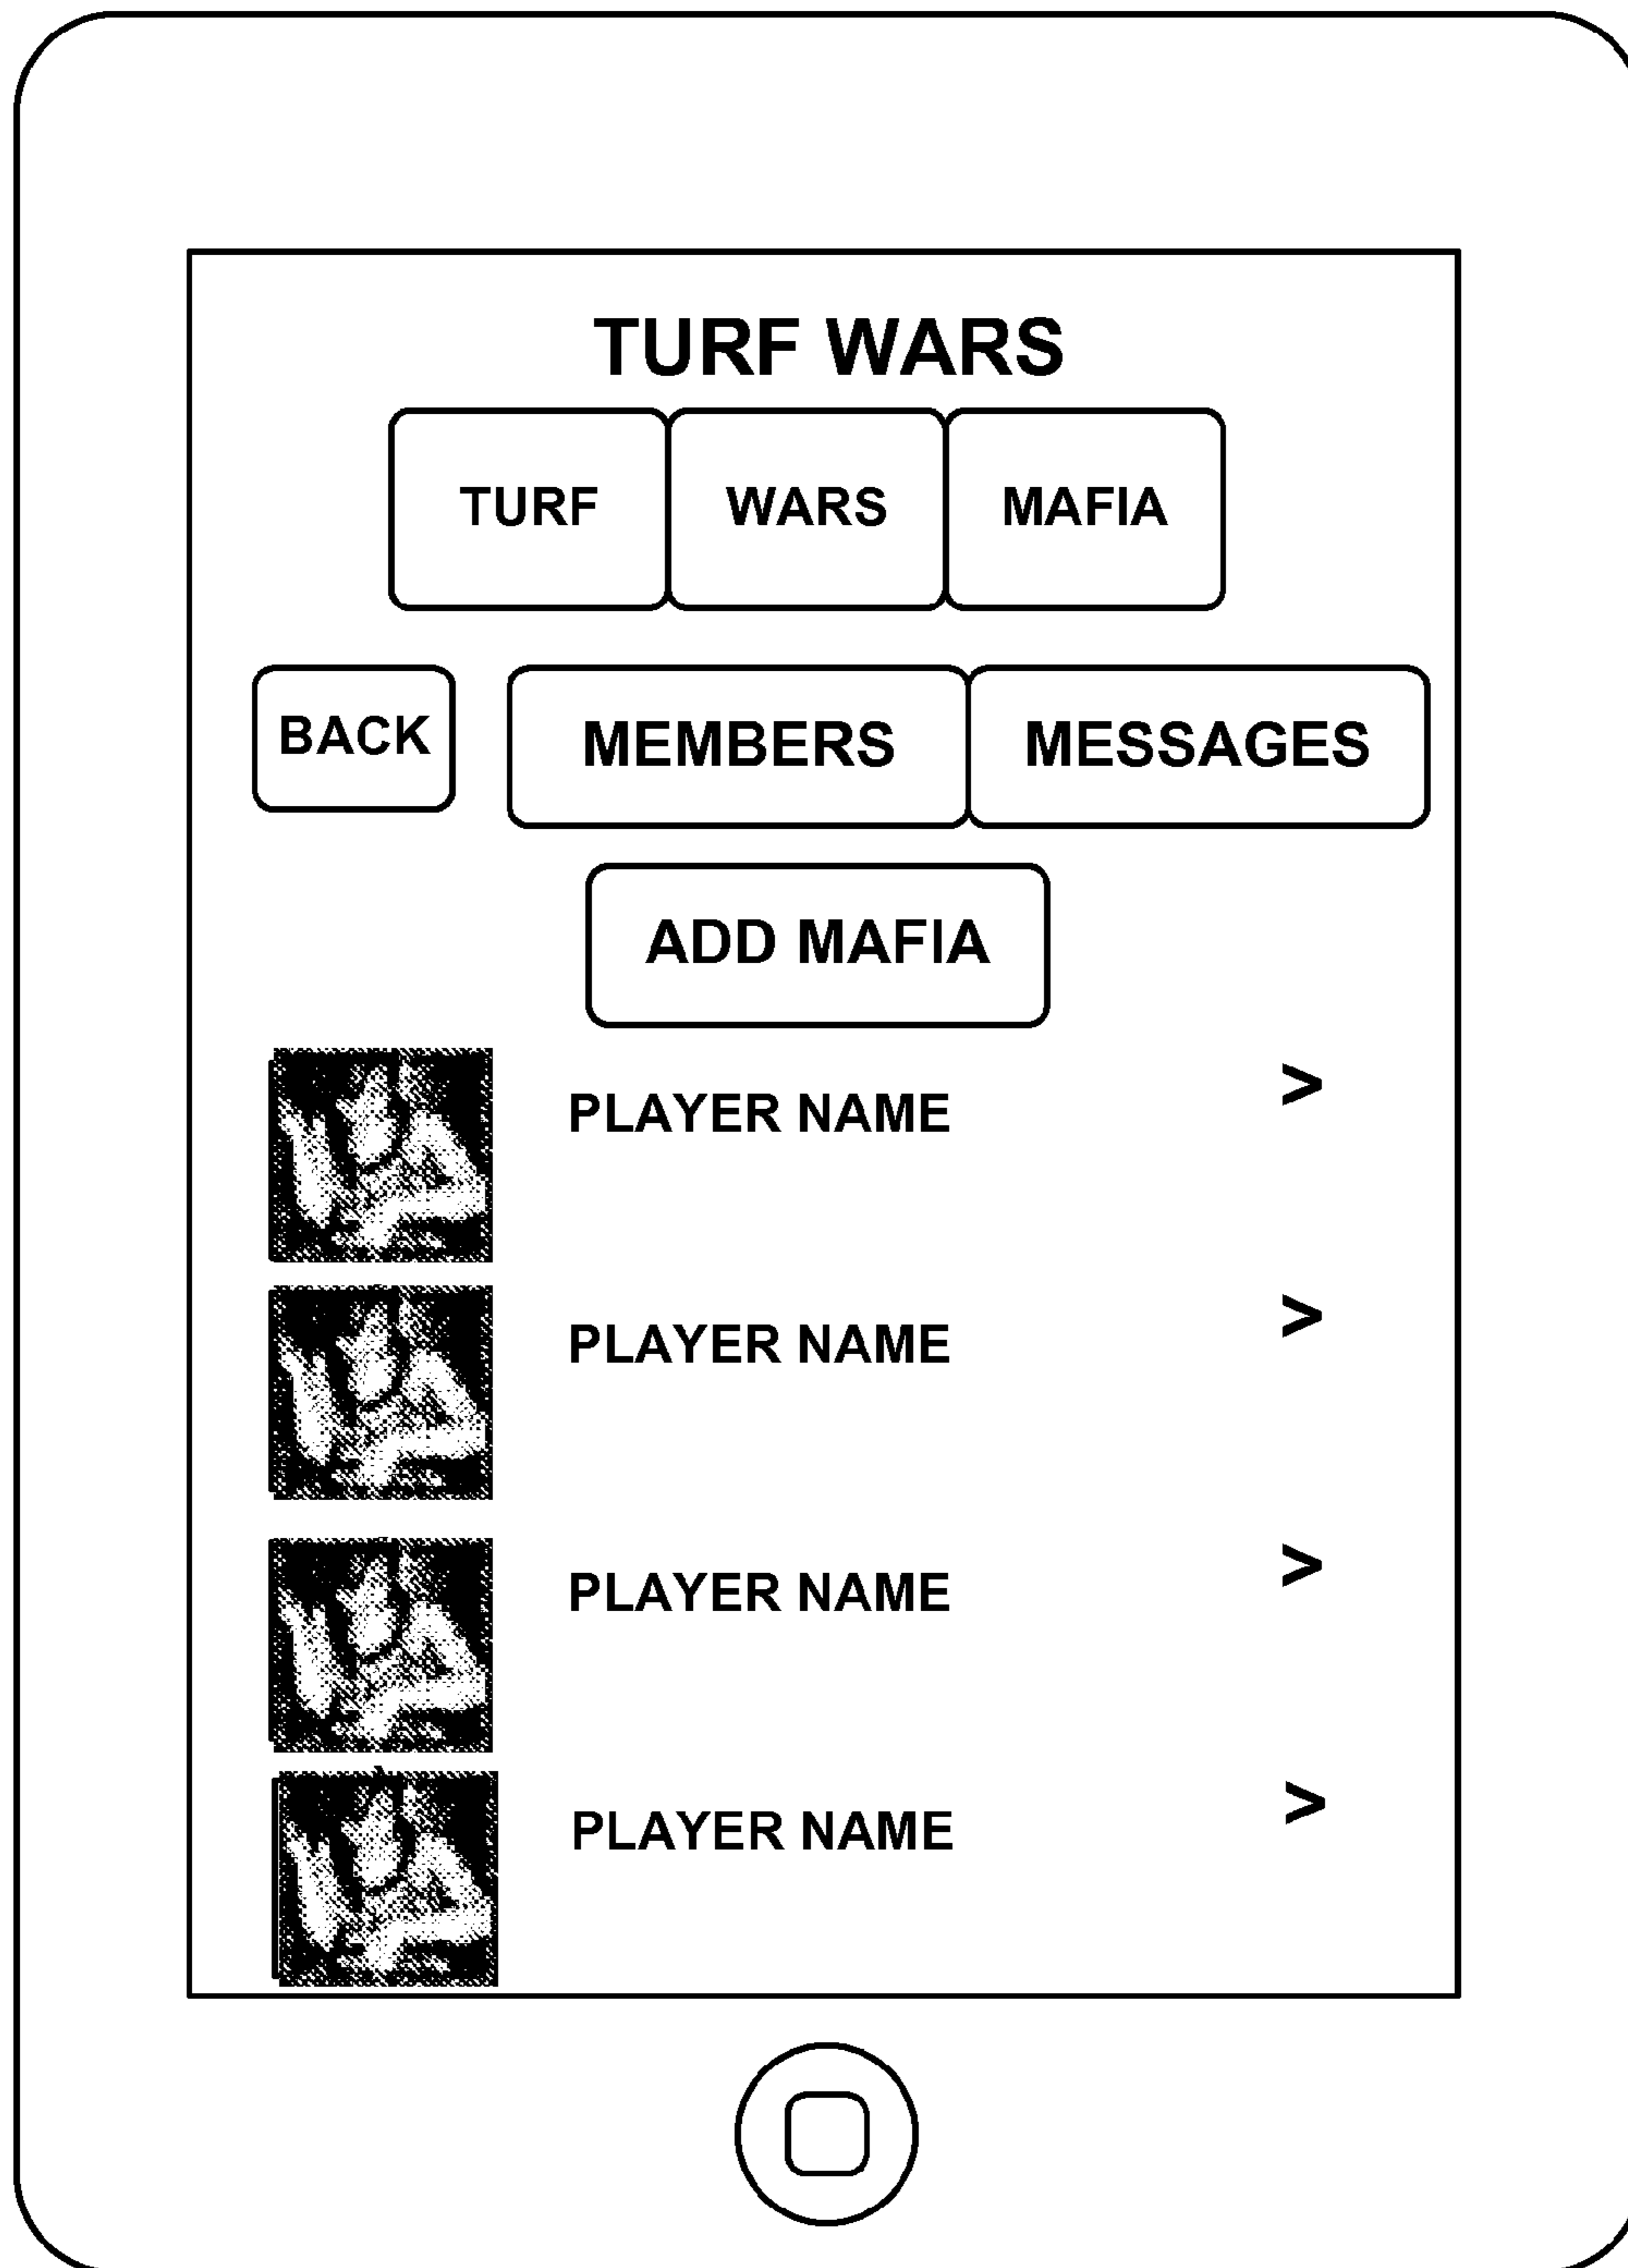 TURF WARS
TURF WARS MAFIA
BACK MEMBERS MESSAGES
ADD MAFIA
PLAYER NAME >
PLAYER NAME >
PLAYER NAME >
PLAYER NAME >